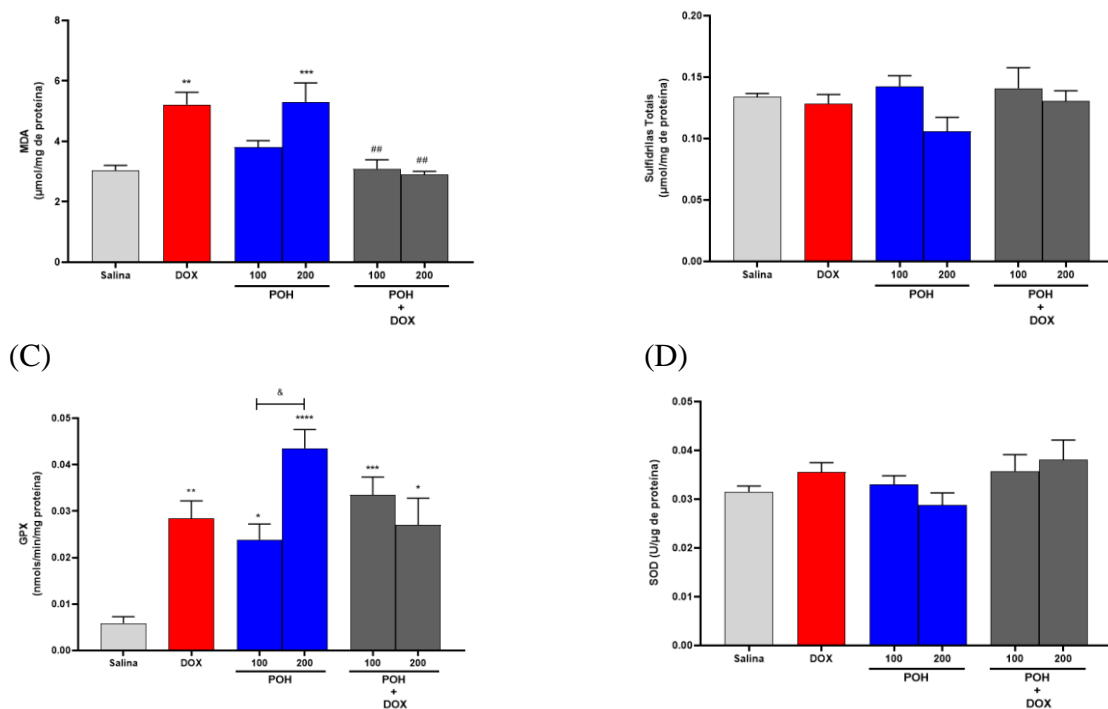 8
6
4
2
0
MDA
(µmol/mg de proteína)
**
***
##
##
Salina
DOX
100
200
100
200
POH
POH
+
DOX
0.20
0.15
0.10
0.05
0.00
Sulfidrilas Totais
(µmol/mg de proteína)
Salina
DOX
100
200
100
200
POH
POH
+
DOX
(C)
(D)
0.05
0.04
0.03
0.02
0.01
0.00
GPX
(nmols/min/mg proteína)
&
**
*
****
***
*
Salina
DOX
100
200
100
200
POH
POH
+
DOX
0.05
0.04
0.03
0.02
0.01
0.00
SOD (U/µg de proteína)
Salina
DOX
100
200
100
200
POH
POH
+
DOX